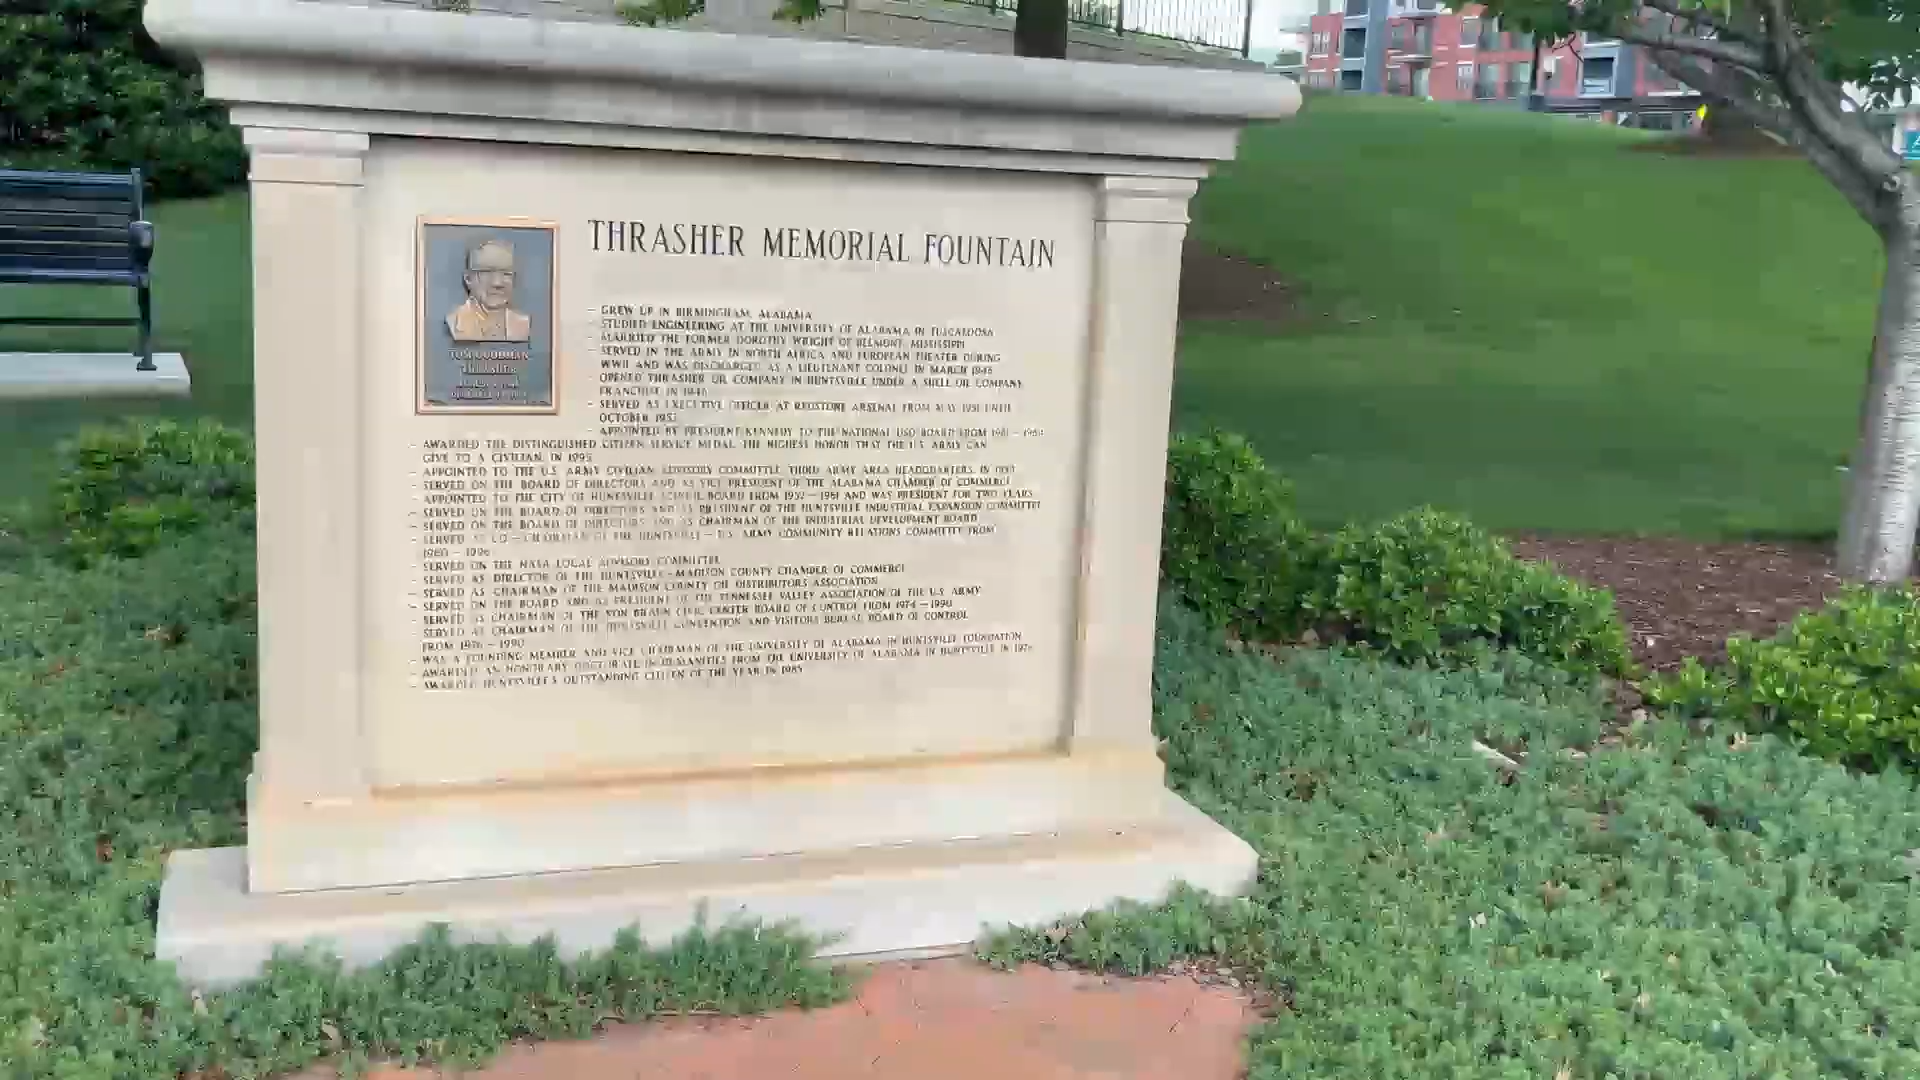 THRASHER MEMORIAL FOUNTAIN
TOM GOODMAN
THRASHER
- GREW UP IN BIRMINGHAM, ALABAMA
- STUDIED ENGINEERING AT THE UNIVERSITY OF ALABAMA IN TUSCALOOSA
- MARRIED THE FORMER DOROTHY WRIGHT OF BELMONT, MISSISSIPPI
- SERVED IN THE ARMY IN NORTH AFRICA AND EUROPEAN THEATER DURING
WWII AND WAS DISCHARGED AS A LIEUTENANT COLONEL IN MARCH 1946
- OPENED THRASHER OIL COMPANY IN HUNTSVILLE UNDER A SHELL OIL COMPANY
FRANCHISE IN 1946
- SERVED AS EXECUTIVE OFFICER AT REDSTONE ARSENAL FROM MAY 1951 UNTIL
OCTOBER 1952
- APPOINTED BY PRESIDENT KENNEDY TO THE NATIONAL USO BOARD FROM 1961 -
- AWARDED THE DISTINGUISHED CITIZEN SERVICE MEDAL, THE HIGHEST HONOR THAT THE U.S. ARMY CAN
GIVE TO A CIVILIAN, IN 1995
- APPOINTED TO THE U.S. ARMY CIVILIAN ADVISORY COMMITTEE, THIRD ARMY AREA HEADQUARTERS, IN
- SERVED ON THE BOARD OF DIRECTORS AND AS VICE PRESIDENT OF THE ALABAMA CHAMBER OF COMMERCE
- APPOINTED TO THE CITY OF HUNTSVILLE SCHOOL BOARD FROM 1957 - 1961 AND WAS PRESIDENT FOR TWO YEARS
- SERVED ON THE BOARD OF DIRECTORS AND AS PRESIDENT OF THE HUNTSVILLE INDUSTRIAL EXPANSION COMMITTEE
- SERVED ON THE BOARD OF DIRECTORS AND AS CHAIRMAN OF THE INDUSTRIAL DEVELOPMENT BOARD
- SERVED AS CO - CHAIRMAN OF THE HUNTSVILLE - U.S. ARMY COMMUNITY RELATIONS COMMITTEE FROM
1960 - 1996
- SERVED ON THE NASA LOCAL ADVISORS COMMITTEE
- SERVED AS DIRECTOR OF THE HUNTSVILLE - MADISON COUNTY CHAMBER OF COMMERCE
- SERVED AS CHAIRMAN OF THE MADISON COUNTY OIL DISTRIBUTORS ASSOCIATION
- SERVED ON THE BOARD AND AS PRESIDENT OF THE TENNESSEE VALLEY ASSOCIATION OF THE U.S. ARMY
- SERVED AS CHAIRMAN OF THE VON BRAUN CIVIC CENTER BOARD OF CONTROL FROM 1974 - 1990
- SERVED AS CHAIRMAN OF THE HUNTSVILLE CONVENTION AND VISITORS BUREAU BOARD OF CONTROL
FROM 1976 - 1990
- WAS A FOUNDING MEMBER AND VICE CHAIRMAN OF THE UNIVERSITY OF ALABAMA IN HUNTSVILLE FOUNDATION
- AWARDED AN HONORARY DOCTORATE IN HUMANITIES FROM THE UNIVERSITY OF ALABAMA IN HUNTSVILLE IN
- AWARDED HUNTSVILLE'S OUTSTANDING CITIZEN OF THE YEAR IN 1985